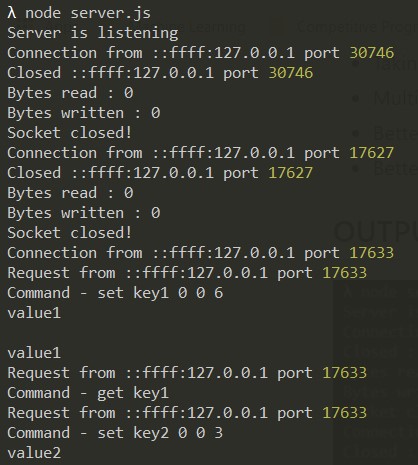 λ node server.js
Server is listening
Connection from ::ffff:127.0.0.1 port 30746
Closed ::ffff:127.0.0.1 port 30746
Bytes read : 0
Bytes written : 0
Socket closed!
Connection from ::ffff:127.0.0.1 port 17627
Closed ::ffff:127.0.0.1 port 17627
Bytes read : 0
Bytes written : 0
Socket closed!
Connection from ::ffff:127.0.0.1 port 17633
Request from ::ffff:127.0.0.1 port 17633
Command - set key1 0 0 6
value1

value1
Request from ::ffff:127.0.0.1 port 17633
Command - get key1
Request from ::ffff:127.0.0.1 port 17633
Command - set key2 0 0 3
value2